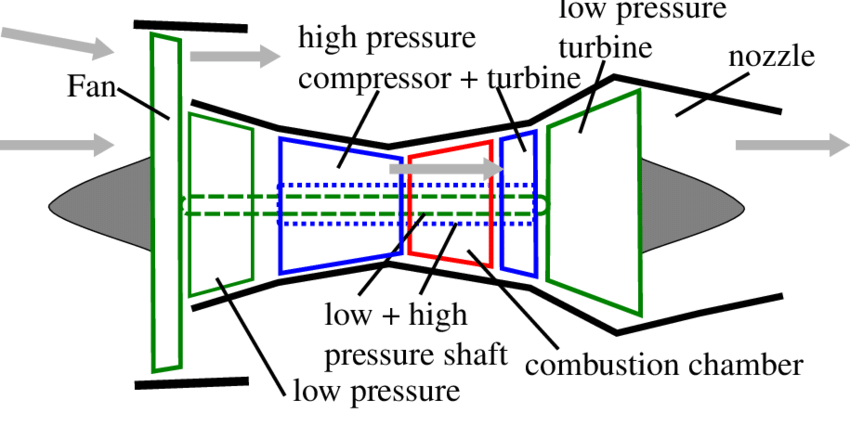 low pressure
turbine
high pressure
compressor + turbine
nozzle
Fan
low + high
pressure shaft
combustion chamber
low pressure